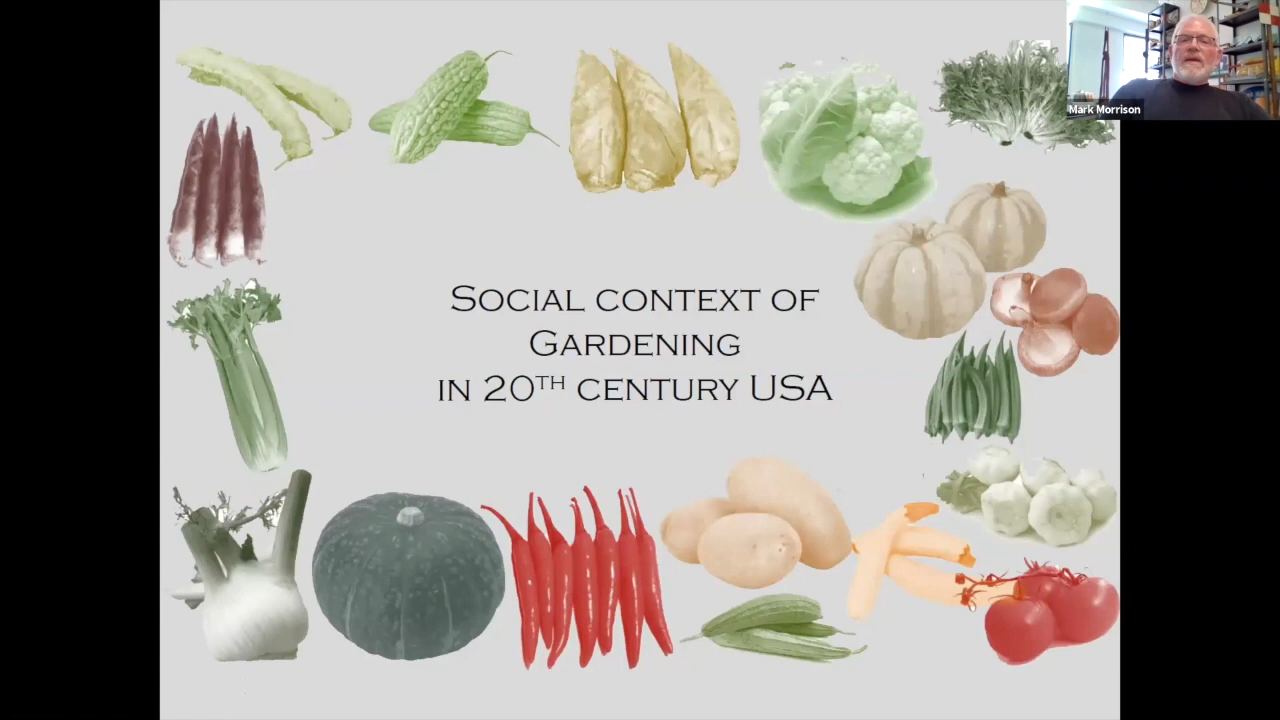 Mark Morrison
Social context of
Gardening
in 20th century USA